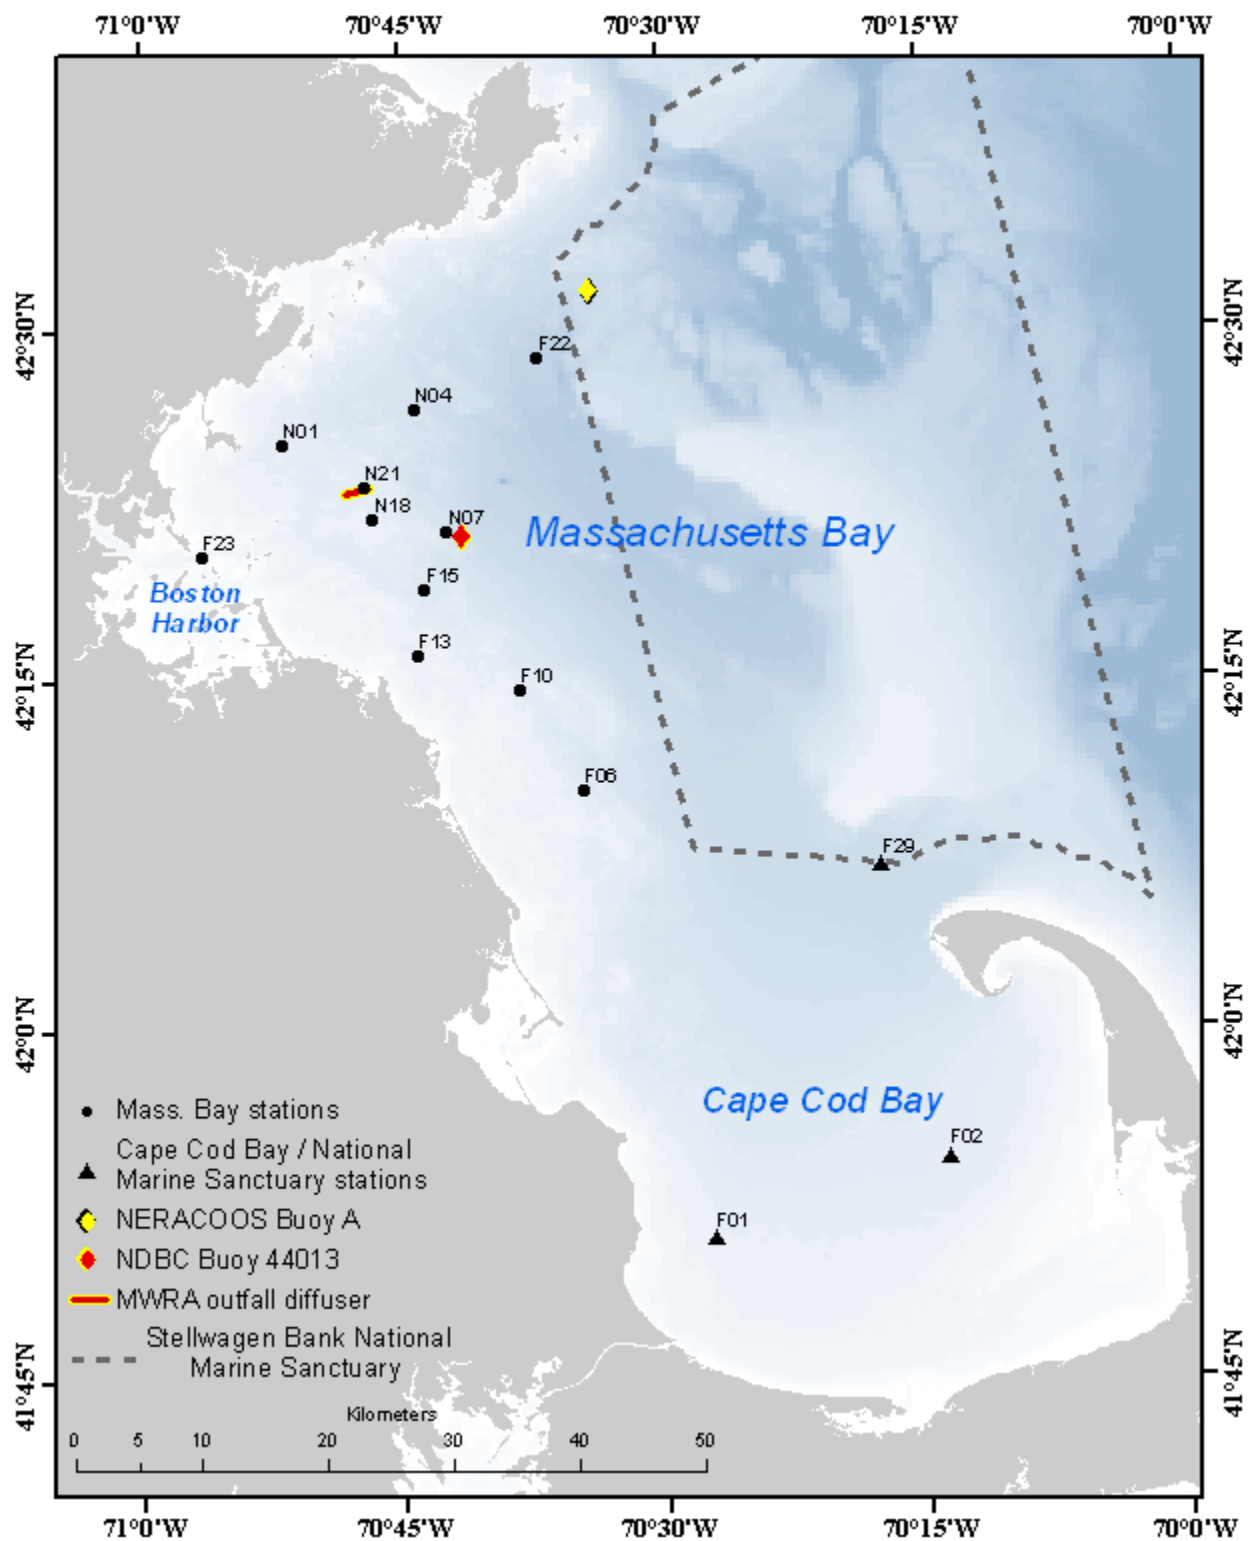 71°0'W 70°45'W 70°30'W 70°15'W 70°0'W
42°30'N
42°30'N
F22
N04
N01
N21
N18
N07
Massachusetts Bay
F23
F15
Boston
Harbor
F13
42°15'N
42°15'N
F10
F06
F29
42°0'N
42°0'N
Cape Cod Bay
F02
F01
Mass. Bay stations
Cape Cod Bay / National
Marine Sanctuary stations
NERACOOS Buoy A
NDBC Buoy 44013
MWRA outfall diffuser
Stellwagen Bank National
Marine Sanctuary
41°45'N
41°45'N
Kilometers
0 5 10 20 30 40 50
71°0'W 70°45'W 70°30'W 70°15'W 70°0'W